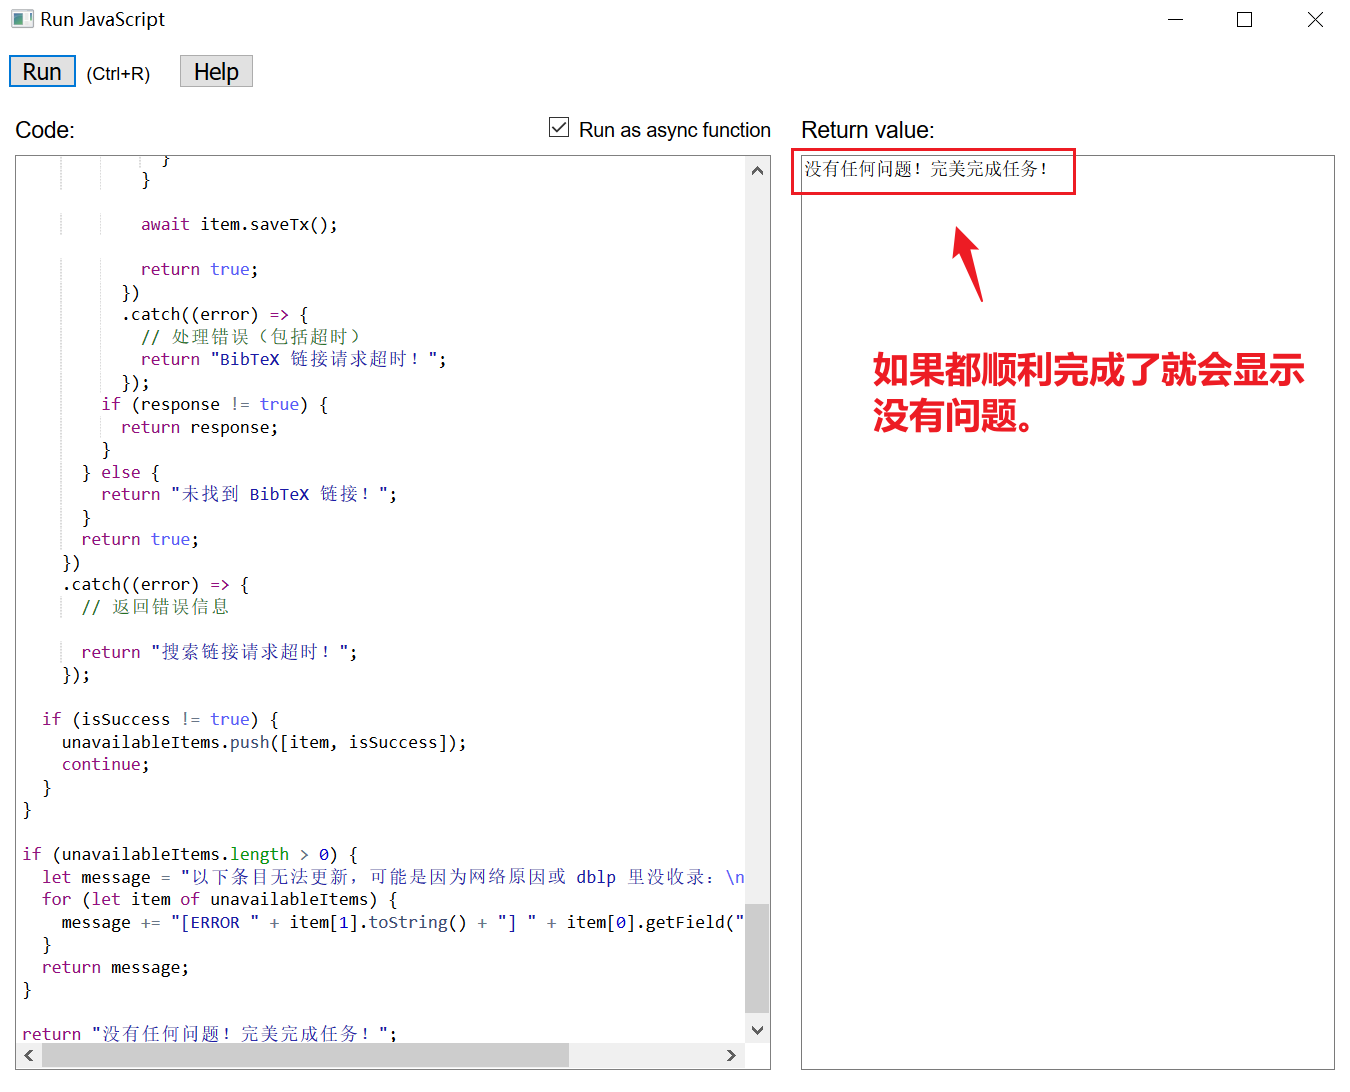 Run JavaScript
Run (Ctrl+R) Help
Code:
Run as async function
}
}
await item.saveTx();
return true;
})
.catch((error) => {
// 处理错误（包括超时）
return "BibTeX 链接请求超时！";
});
if (response != true) {
return response;
}
} else {
return "未找到 BibTeX 链接！";
}
return true;
})
.catch((error) => {
// 返回错误信息
return "搜索链接请求超时！";
});
if (isSuccess != true) {
unavailableItems.push([item, isSuccess]);
continue;
}
}
if (unavailableItems.length > 0) {
let message = "以下条目无法更新，可能是因为网络原因或 dblp 里没收录：\n
for (let item of unavailableItems) {
message += "[ERROR " + item[1].toString() + "] " + item[0].getField("
}
return message;
}
return "没有任何问题！完美完成任务！";
Return value:
没有任何问题！完美完成任务！
如果都顺利完成了就会显示
没有问题。